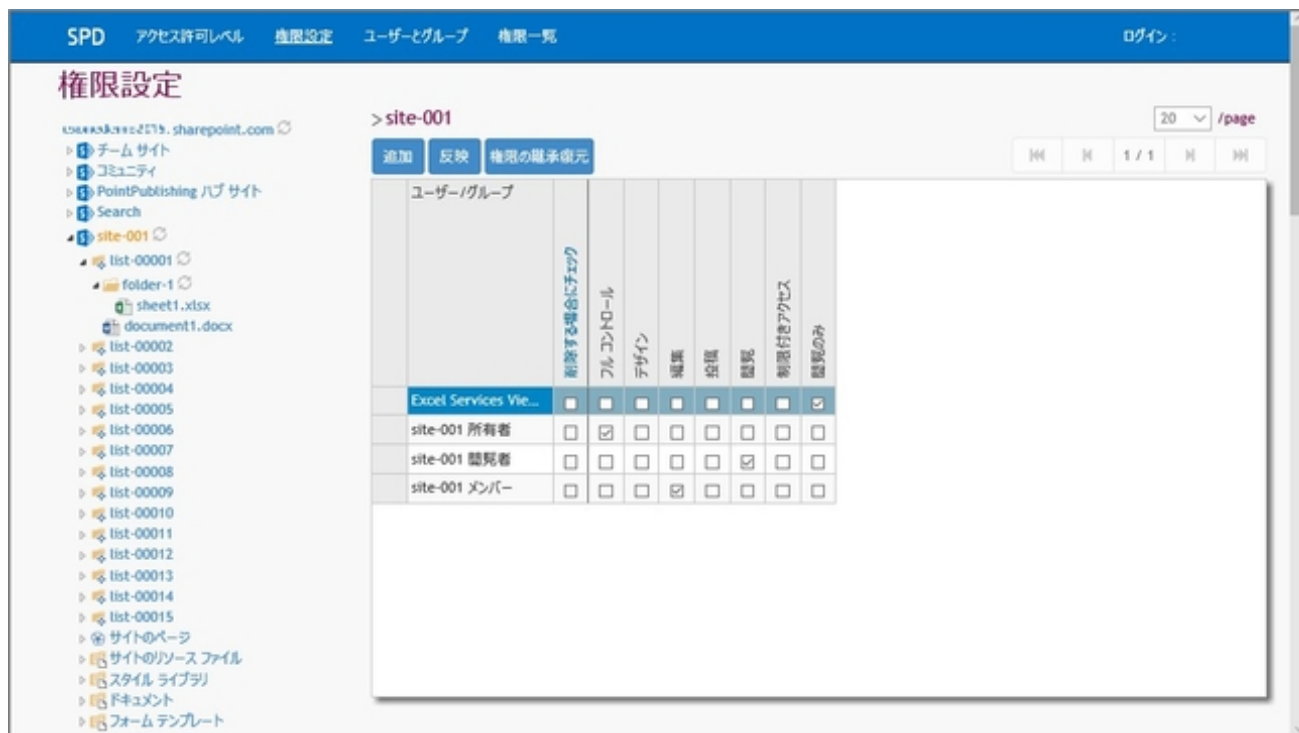 SPD アクセス許可レベル 権限設定 ユーザーとグループ 権限一覧 ログイン :
権限設定
.sharepoint.com
チーム サイト
コミュニティ
PointPublishing ハブ サイト
Search
site-001
list-00001
folder-1
sheet1.xlsx
document1.docx
list-00002
list-00003
list-00004
list-00005
list-00006
list-00007
list-00008
list-00009
list-00010
list-00011
list-00012
list-00013
list-00014
list-00015
サイトのページ
サイトのリソース ファイル
スタイル ライブラリ
ドキュメント
フォーム テンプレート
>site-001
20 /page
追加 反映 権限の継承復元
1 / 1
ユーザー/グループ
削除する場合にチェック
フル コントロール
デザイン
編集
投稿
閲覧
制限付きアクセス
閲覧のみ
Excel Services Vie...
site-001 所有者
site-001 閲覧者
site-001 メンバー